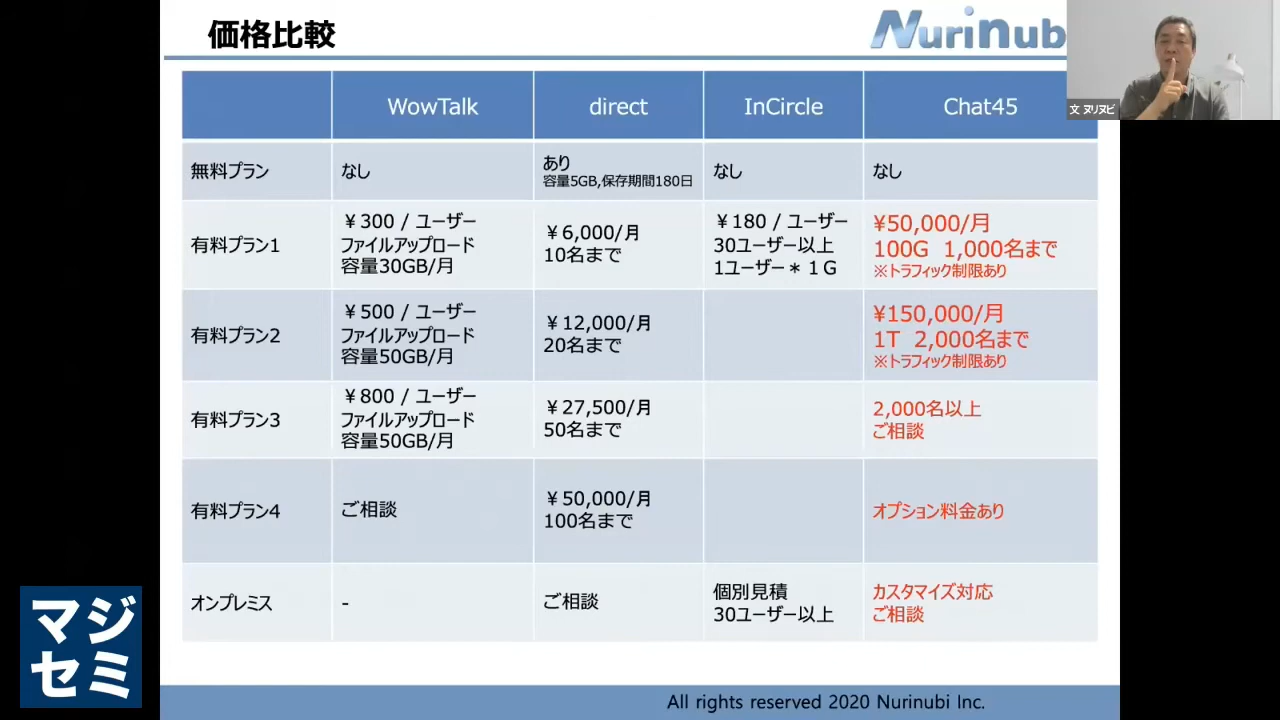 価格比較
NuriNubi
文 ヌリヌビ
WowTalk direct InCircle Chat45
無料プラン なし あり なし なし
容量5GB,保存期間180日
有料プラン1
¥300 / ユーザー
ファイルアップロード
容量30GB/月
¥6,000/月
10名まで
¥180 / ユーザー
30ユーザー以上
1ユーザー＊１G
¥50,000/月
100G 1,000名まで
※トラフィック制限あり
有料プラン2
¥500 / ユーザー
ファイルアップロード
容量50GB/月
¥12,000/月
20名まで
¥150,000/月
1T 2,000名まで
※トラフィック制限あり
有料プラン3
¥800 / ユーザー
ファイルアップロード
容量50GB/月
¥27,500/月
50名まで
2,000名以上
ご相談
有料プラン4
ご相談
¥50,000/月
100名まで
オプション料金あり
オンプレミス
-
ご相談
個別見積
30ユーザー以上
カスタマイズ対応
ご相談
マジ
セミ
All rights reserved 2020 Nurinubi Inc.